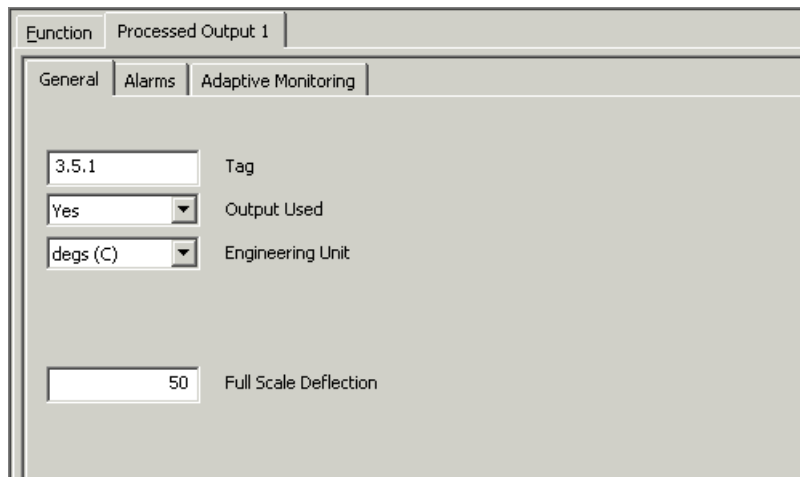 Function Processed Output 1
General Alarms Adaptive Monitoring
3.5.1 Tag
Yes Output Used
degs (C) Engineering Unit
50 Full Scale Deflection